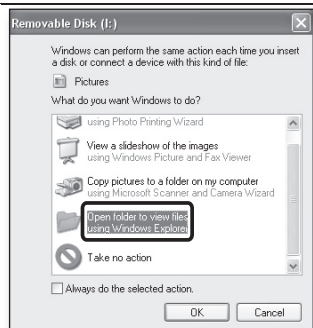 Removable Disk (I:)
Windows can perform the same action each time you insert
a disk or connect a device with this kind of file:
Pictures
What do you want Windows to do?
using Photo Printing Wizard
View a slideshow of the images
using Windows Picture and Fax Viewer
Copy pictures to a folder on my computer
using Microsoft Scanner and Camera Wizard
Open folder to view files
using Windows Explorer
Take no action
Always do the selected action.
OK
Cancel